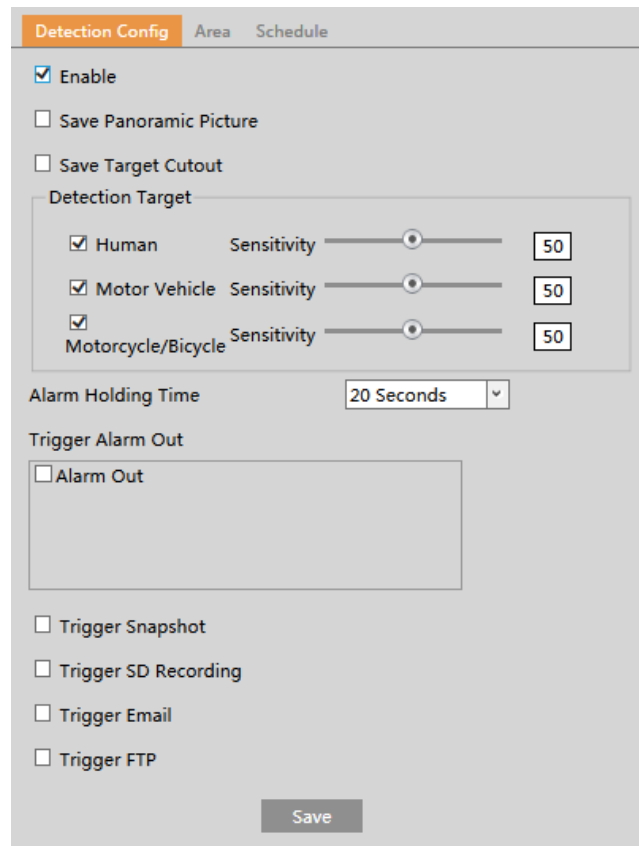 Detection Config Area Schedule
Enable
Save Panoramic Picture
Save Target Cutout
Detection Target
Human Sensitivity 50
Motor Vehicle Sensitivity 50
Motorcycle/Bicycle Sensitivity 50
Alarm Holding Time 20 Seconds
Trigger Alarm Out
Alarm Out
Trigger Snapshot
Trigger SD Recording
Trigger Email
Trigger FTP
Save